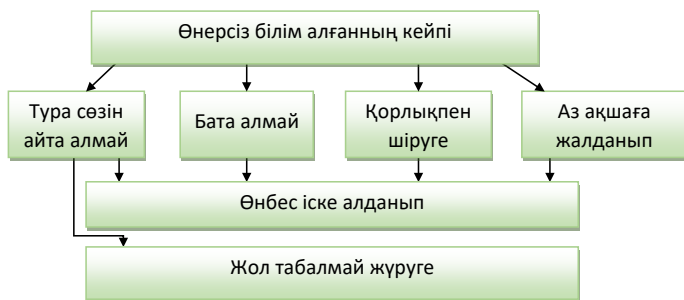 Өнерсіз білім алғанның кейпі
Тура сөзін
айта алмай
Бата алмай
Қорлықпен
шіруге
Аз ақшаға
жалданып
Өнбес іске алданып
Жол табалмай жүруге